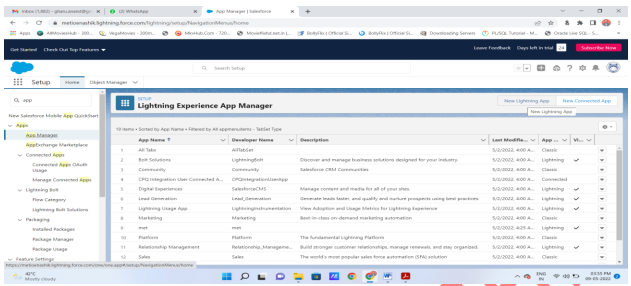 Inbox (1,080) - gheru.aniesrd@gr
(3) WhatsApp
App Manager | Salesforce
metiownashik.lightning.force.com/lightning/setup/NavigationMenus/home
Apps AllMoviesHub - 300... VegaMovies - 300m... MkvHub.Com - 720... MoviezNstet.net.in |... BollyFlix | Official Si... BollyFlix | Official Si... Downloading Servers PL/SQL Tutorial - M... Oracle Live SQL - S...
Get Started Check Out Top Features Leave Feedback Days left in trial 24 Subscribe Now
Search Setup
Setup Home Object Manager
app
New Salesforce Mobile App QuickStart
Apps
App Manager
AppExchange Marketplace
Connected Apps
Connected Apps OAuth
Usage
Manage Connected Apps
Lightning Bolt
Flow Category
Lightning Bolt Solutions
Packaging
Installed Packages
Package Manager
Package Usage
Feature Settings
SETUP
Lightning Experience App Manager
New Lightning App New Connected App
New Lightning App
19 items • Sorted by App Name • Filtered by All appmenuitems - TabSet Type
App Name ↑ Developer Name Description Last Modifie... App ... Vi...
1 All Tabs AllTabSet 5/2/2022, 4:00 A... Classic
2 Bolt Solutions LightningBolt Discover and manage business solutions designed for your industry. 5/2/2022, 4:00 A... Lightning
3 Community Community Salesforce CRM Communities 5/2/2022, 4:00 A... Classic
4 CPQ Integration User Connected A... CPQIntegrationUserApp 5/2/2022, 4:00 A... Connected
5 Digital Experiences SalesforceCMS Manage content and media for all of your sites. 5/2/2022, 4:00 A... Lightning
6 Lead Generation Lead_Generation Generate leads faster, and qualify and nurture prospects using best practices. 5/2/2022, 4:00 A... Lightning
7 Lightning Usage App LightningInstrumentation View Adoption and Usage Metrics for Lightning Experience 5/2/2022, 4:00 A... Lightning
8 Marketing Marketing Best-in-class on-demand marketing automation 5/2/2022, 4:00 A... Classic
9 met met 5/2/2022, 4:25 A... Lightning
10 Platform Platform The fundamental Lightning Platform 5/2/2022, 4:00 A... Classic
11 Relationship Management Relationship_Manageme... Build stronger customer relationships, manage renewals, and stay organized. 5/2/2022, 4:00 A... Lightning
12 Sales Sales The world's most popular sales force automation (SFA) solution 5/2/2022, 4:00 A... Classic
https://metiownashik.lightning.force.com/one/one.app#/setup/NavigationMenus/home
42°C
Mostly cloudy
ENG
IN
03:55 PM
09-05-2022